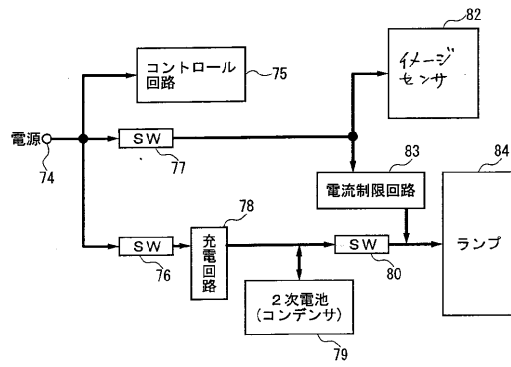 82
コントロール
回路
75
イメージ
センサ
電源
74
SW
77
83
電流制限回路
84
ランプ
78
SW
76
充電回路
SW
80
2次電池
(コンデンサ)
79